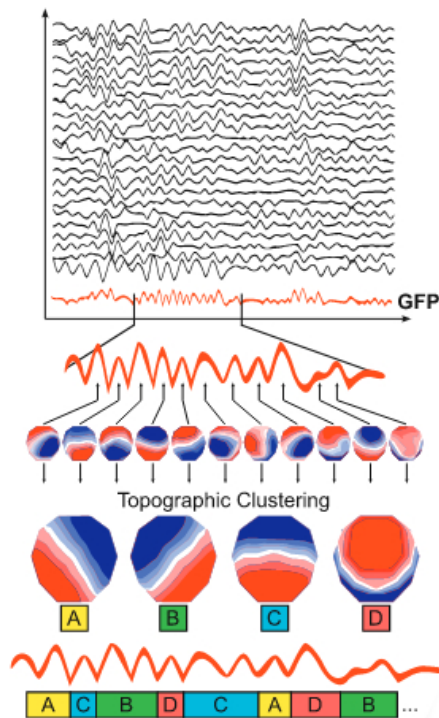 GFP
Topographic Clustering
A B C D
A C B D C A D B ...